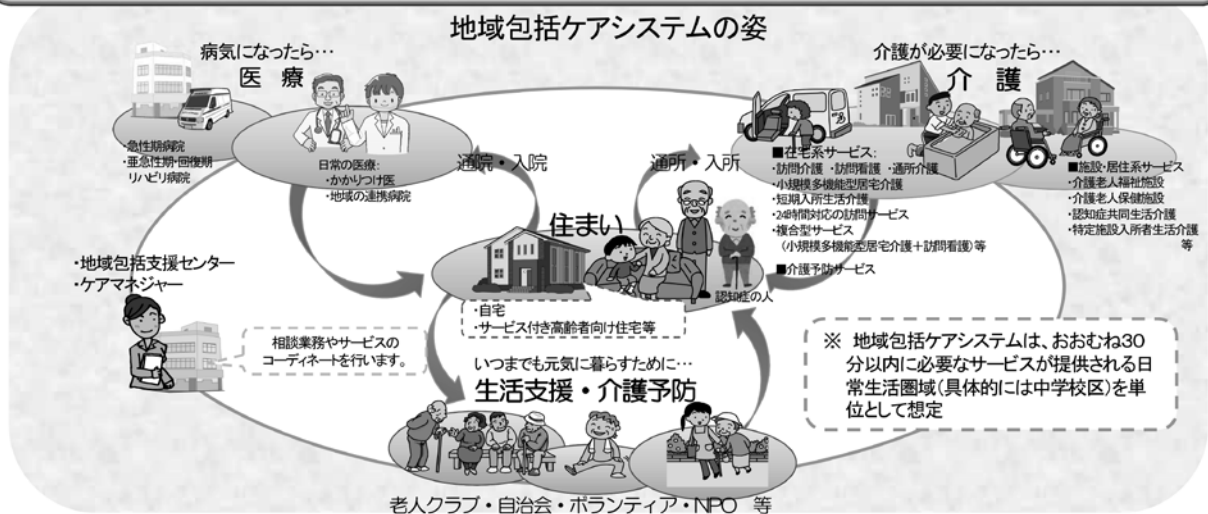 地域包括ケアシステムの姿
病気になったら…
医 療
・急性期病院
・亜急性期・回復期
リハビリ病院
日常の医療:
・かかりつけ医
・地域の連携病院
通院・入院
介護が必要になったら…
介 護
通所・入所
■在宅系サービス:
・訪問介護 ・訪問看護 ・通所介護
・小規模多機能型居宅介護
・短期入所生活介護
・24時間対応の訪問サービス
・複合型サービス
(小規模多機能型居宅介護+訪問看護)等
■介護予防サービス
■施設・居住系サービス
・介護老人福祉施設
・介護老人保健施設
・認知症共同生活介護
・特定施設入所者生活介護
等
住まい
認知症の人
・自宅
・サービス付き高齢者向け住宅等
・地域包括支援センター
・ケアマネジャー
相談業務やサービスの
コーディネートを行います。
いつまでも元気に暮らすために…
生活支援・介護予防
老人クラブ・自治会・ボランティア・NPO 等
※ 地域包括ケアシステムは、おおむね30
分以内に必要なサービスが提供される日
常生活圏域(具体的には中学校区)を単
位として想定